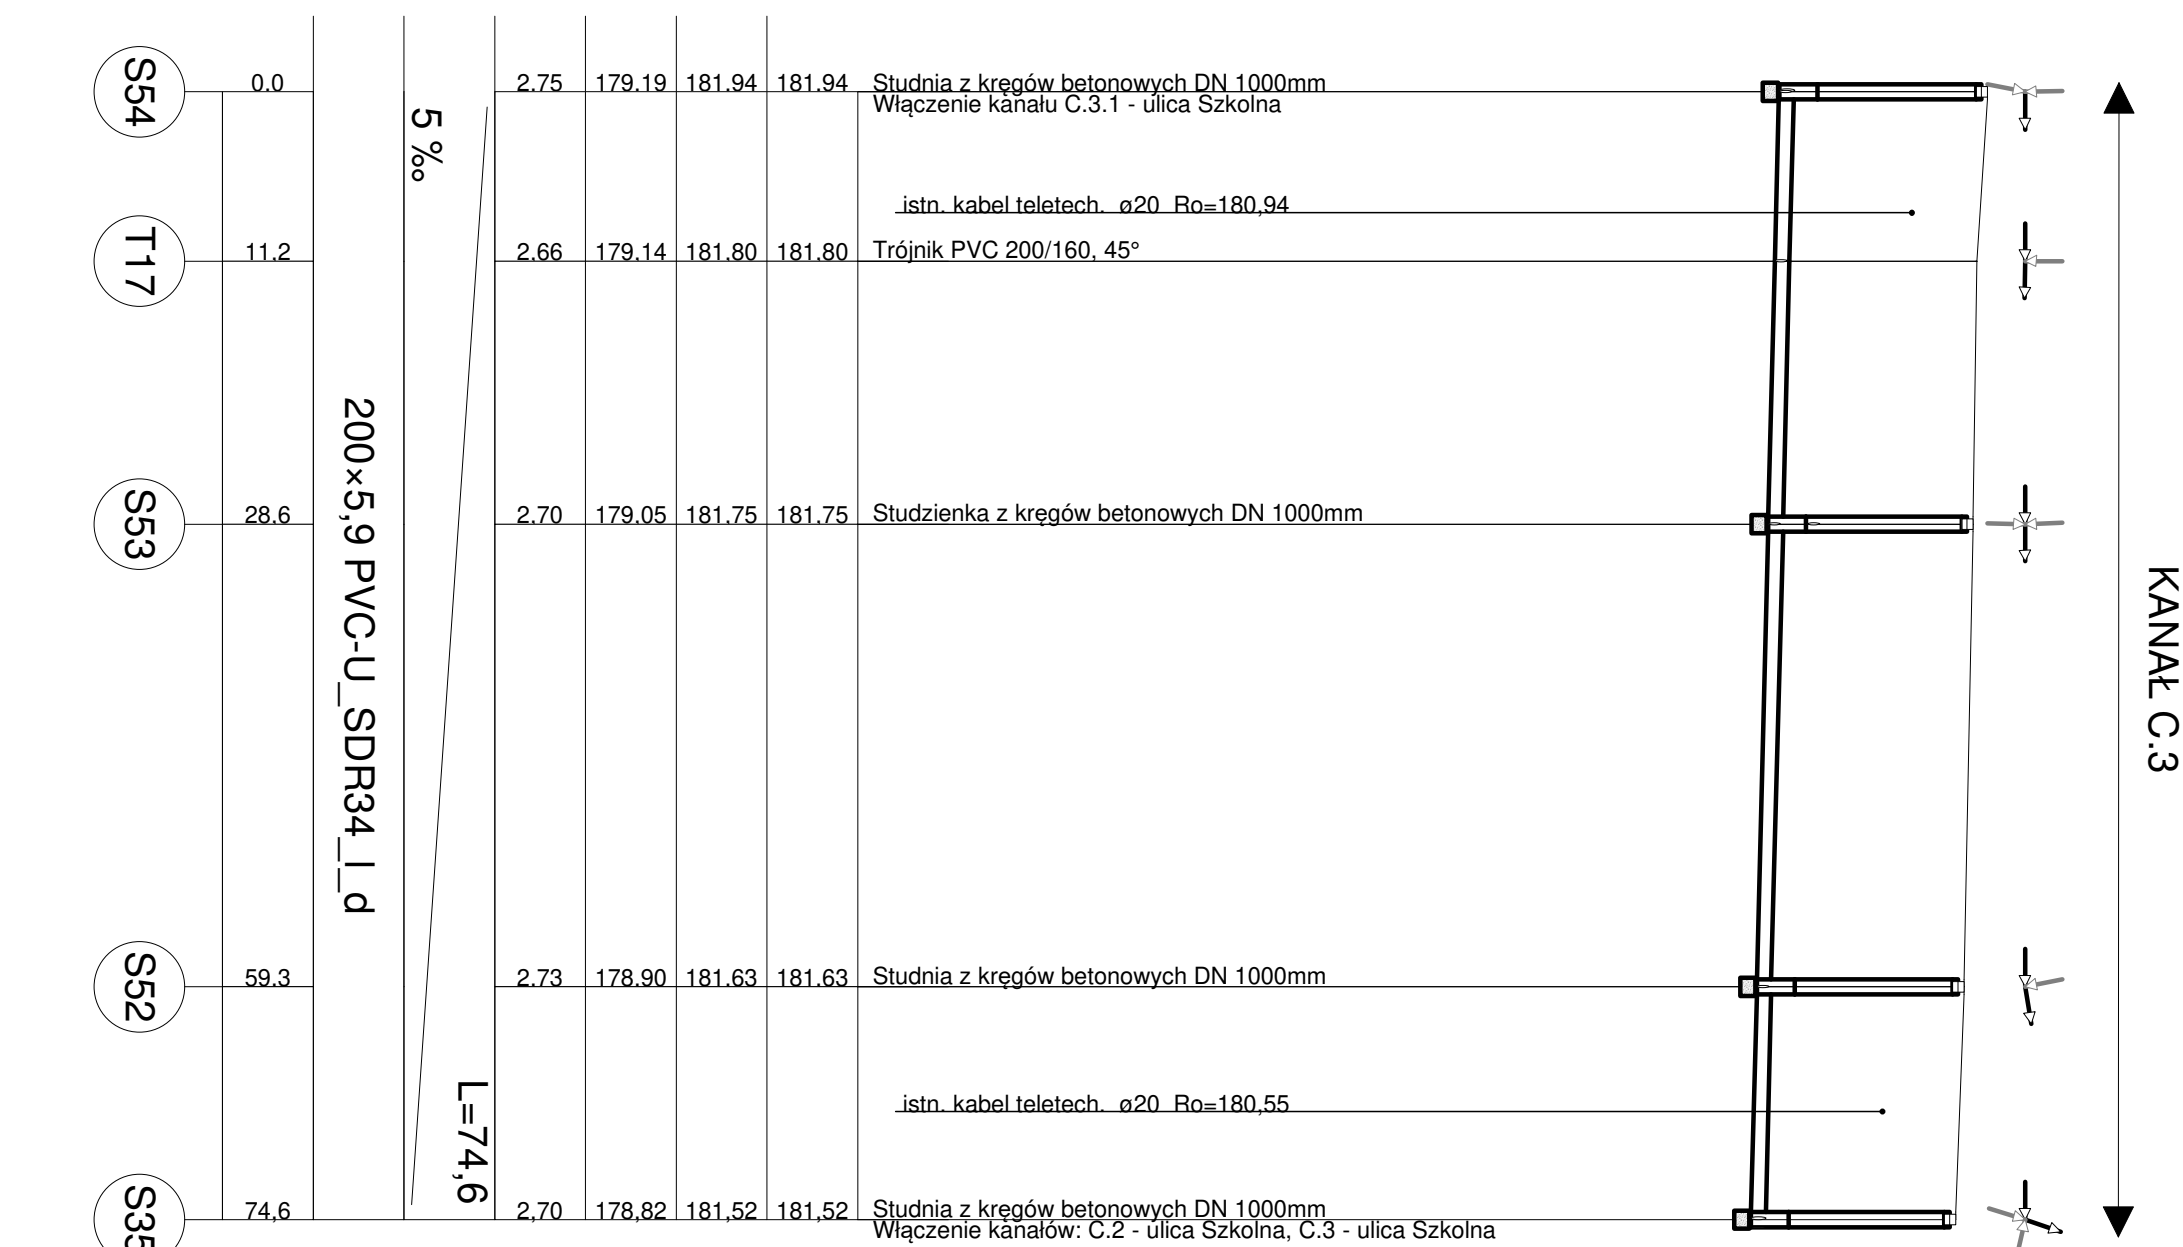 S54 0,0 2,75 179,19 181,94 181,94 Studnia z kręgów betonowych DN 1000mm
Włączenie kanału C.3.1 - ulica Szkolna
5 ‰
istn. kabel teletech. ø20 Ro=180,94
T17 11,2 2,66 179,14 181,80 181,80 Trójnik PVC 200/160, 45°
200×5,9 PVC-U_SDR34_l_d
S53 28,6 2,70 179,05 181,75 181,75 Studzienka z kręgów betonowych DN 1000mm
KANAŁ C.3
S52 59,3 2,73 178,90 181,63 181,63 Studnia z kręgów betonowych DN 1000mm
istn. kabel teletech. ø20 Ro=180,55
L=74,6
S35 74,6 2,70 178,82 181,52 181,52 Studnia z kręgów betonowych DN 1000mm
Włączenie kanałów: C.2 - ulica Szkolna, C.3 - ulica Szkolna